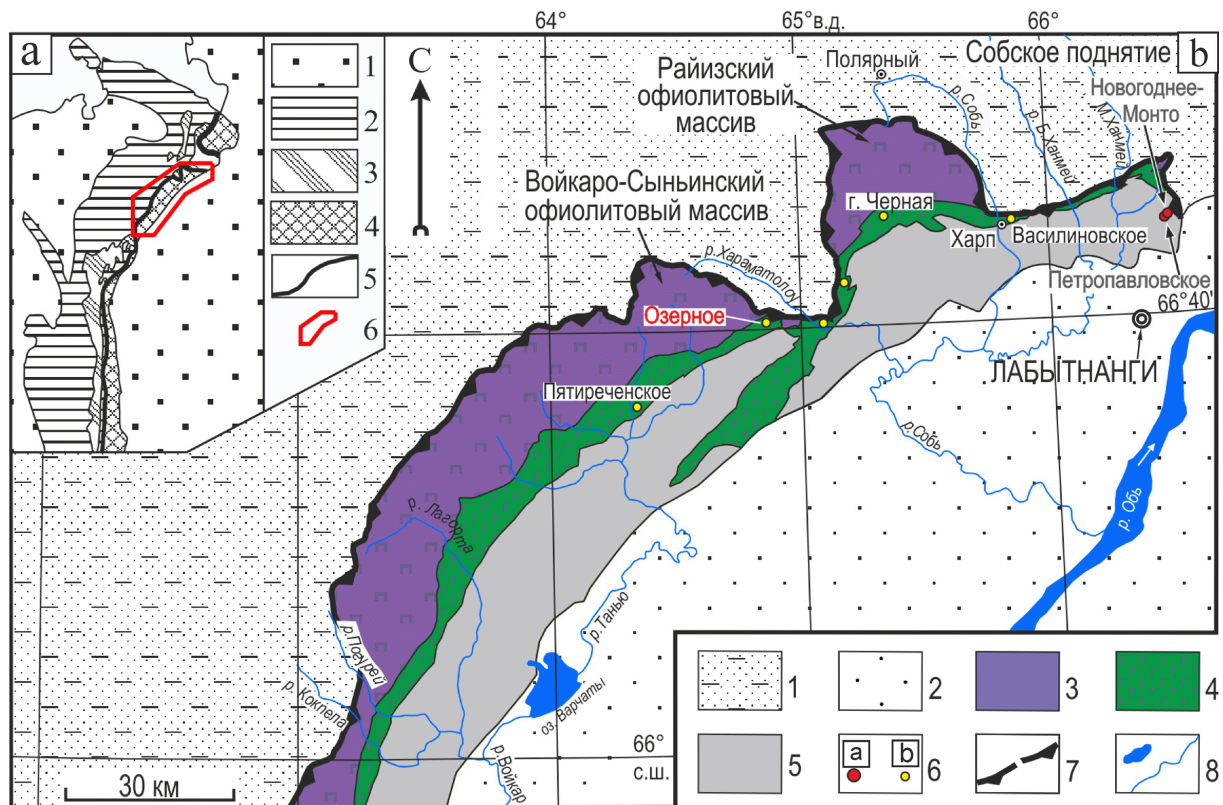 64°
65°в.д.
66°
a
1
2
3
4
5
6
С
b
Полярный
Собское поднятие
Райизский
офиолитовый
массив
р.Собь
р. Б.Ханмей
М.Ханмей
Новогоднее-
Монто
Войкаро-Сыньинский
офиолитовый массив
г. Черная
Харп
Василиновское
Петропавловское
66°40'
р.Хараматолоу
Озерное
ЛАБЫТНАНГИ
Пятиреченское
р.Собь
р. Обь
р. Лагорта
р.Танью
р.Погурей
р. Кокпела
оз. Варчаты
р.Войкар
66°
с.ш.
30 км
1
2
3
4
5
a
b
6
7
8